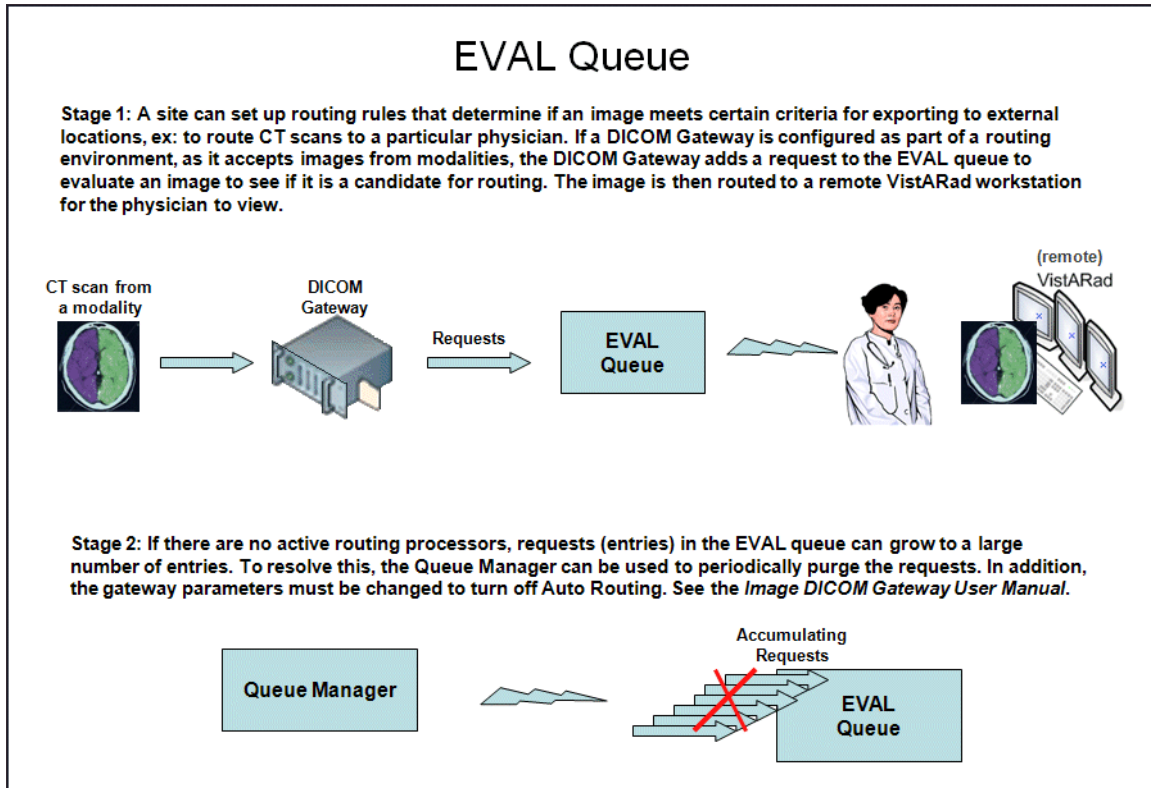 EVAL Queue
Stage 1: A site can set up routing rules that determine if an image meets certain criteria for exporting to external
locations, ex: to route CT scans to a particular physician. If a DICOM Gateway is configured as part of a routing
environment, as it accepts images from modalities, the DICOM Gateway adds a request to the EVAL queue to
evaluate an image to see if it is a candidate for routing. The image is then routed to a remote VistARad workstation
for the physician to view.
CT scan from
a modality
DICOM
Gateway
Requests
EVAL
Queue
(remote)
VistARad
Stage 2: If there are no active routing processors, requests (entries) in the EVAL queue can grow to a large
number of entries. To resolve this, the Queue Manager can be used to periodically purge the requests. In addition,
the gateway parameters must be changed to turn off Auto Routing. See the Image DICOM Gateway User Manual.
Queue Manager
Accumulating
Requests
EVAL
Queue